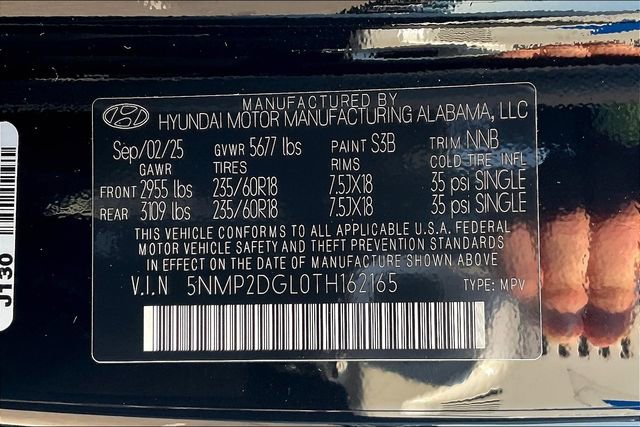 MANUFACTURED BY
HYUNDAI MOTOR MANUFACTURING ALABAMA, LLC
Sep/02/25 GVWR 5677 lbs PAINT S3B TRIM NNB
GAWR TIRES RIMS COLD TIRE INFL
FRONT 2955 lbs 235/60R18 7.5JX18 35 psi SINGLE
REAR 3109 lbs 235/60R18 7.5JX18 35 psi SINGLE
THIS VEHICLE CONFORMS TO ALL APPLICABLE U.S.A. FEDERAL
MOTOR VEHICLE SAFETY AND THEFT PREVENTION STANDARDS
IN EFFECT ON THE DATE OF MANUFACTURE SHOWN ABOVE
V.I.N 5NMP2DGL0TH162165 TYPE: MPV
J130